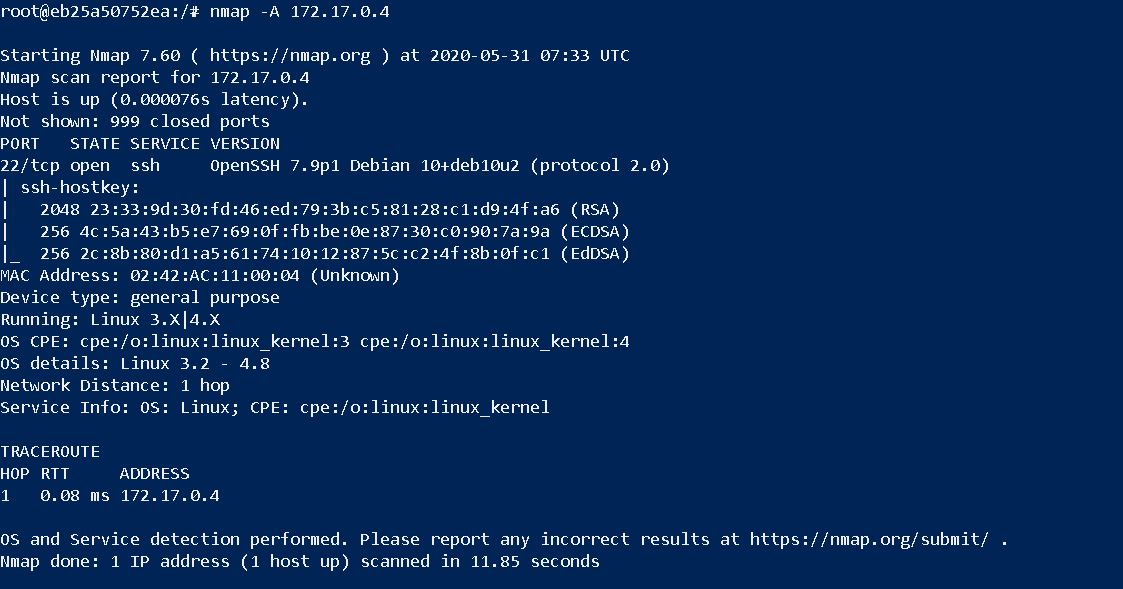 root@eb25a50752ea:/# nmap -A 172.17.0.4
Starting Nmap 7.60 ( https://nmap.org ) at 2020-05-31 07:33 UTC
Nmap scan report for 172.17.0.4
Host is up (0.000076s latency).
Not shown: 999 closed ports
PORT   STATE SERVICE VERSION
22/tcp open  ssh     OpenSSH 7.9p1 Debian 10+deb10u2 (protocol 2.0)
| ssh-hostkey:
|   2048 23:33:9d:30:fd:46:ed:79:3b:c5:81:28:c1:d9:4f:a6 (RSA)
|   256 4c:5a:43:b5:e7:69:0f:fb:be:0e:87:30:c0:90:7a:9a (ECDSA)
|_  256 2c:8b:80:d1:a5:61:74:10:12:87:5c:c2:4f:8b:0f:c1 (EdDSA)
MAC Address: 02:42:AC:11:00:04 (Unknown)
Device type: general purpose
Running: Linux 3.X|4.X
OS CPE: cpe:/o:linux:linux_kernel:3 cpe:/o:linux:linux_kernel:4
OS details: Linux 3.2 - 4.8
Network Distance: 1 hop
Service Info: OS: Linux; CPE: cpe:/o:linux:linux_kernel
TRACEROUTE
HOP RTT     ADDRESS
1   0.08 ms 172.17.0.4
OS and Service detection performed. Please report any incorrect results at https://nmap.org/submit/ .
Nmap done: 1 IP address (1 host up) scanned in 11.85 seconds